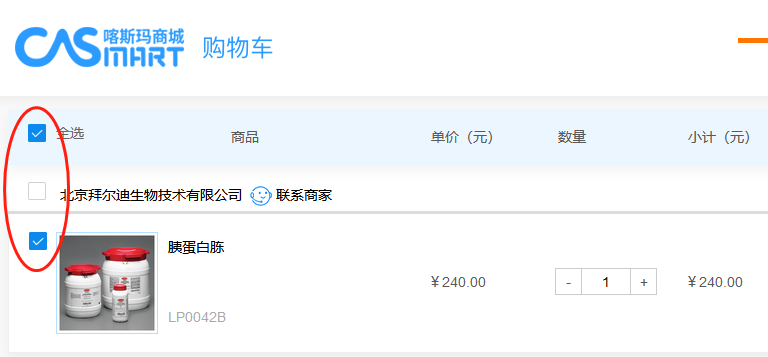 喀斯玛商城
CASMART
购物车
全选 商品 单价（元） 数量 小计（元）
北京拜尔迪生物技术有限公司 联系商家
胰蛋白胨
￥240.00 - 1 + ￥240.00
LP0042B